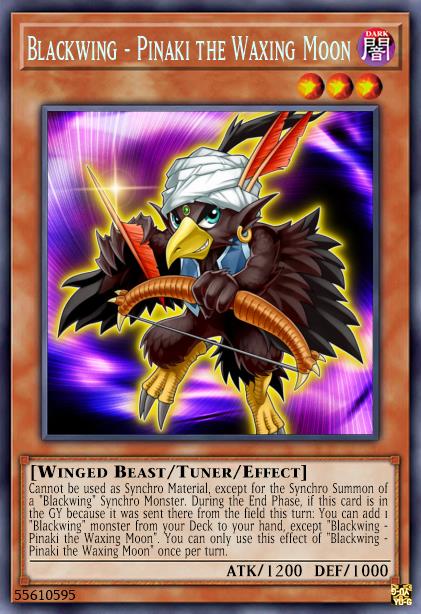 BLACKWING - PINAKI THE WAXING MOON
DARK
闇
[WINGED BEAST/TUNER/EFFECT]
Cannot be used as Synchro Material, except for the Synchro Summon of
a "Blackwing" Synchro Monster. During the End Phase, if this card is in
the GY because it was sent there from the field this turn: You can add 1
"Blackwing" monster from your Deck to your hand, except "Blackwing -
Pinaki the Waxing Moon". You can only use this effect of "Blackwing -
Pinaki the Waxing Moon" once per turn.
ATK/1200 DEF/1000
55610595